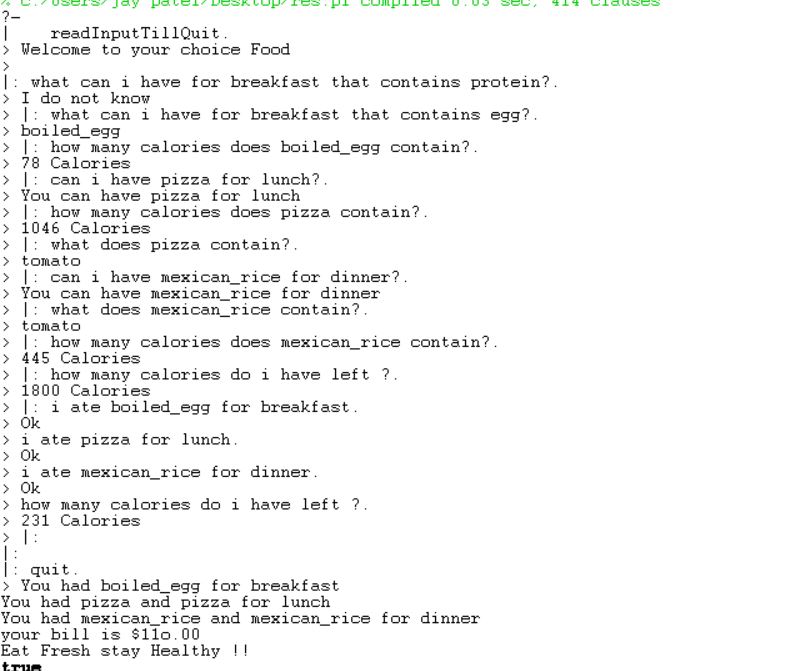 % c:/Users/jay patel/Desktop/res.pl compiled 0.03 sec, 414 clauses
?-
|    readInputTillQuit.
> Welcome to your choice Food
>
|: what can i have for breakfast that contains protein?.
> I do not know
> |: what can i have for breakfast that contains egg?.
> boiled_egg
> |: how many calories does boiled_egg contain?.
> 78 Calories
> |: can i have pizza for lunch?.
> You can have pizza for lunch
> |: how many calories does pizza contain?.
> 1046 Calories
> |: what does pizza contain?.
> tomato
> |: can i have mexican_rice for dinner?.
> You can have mexican_rice for dinner
> |: what does mexican_rice contain?.
> tomato
> |: how many calories does mexican_rice contain?.
> 445 Calories
> |: how many calories do i have left ?.
> 1800 Calories
> |: i ate boiled_egg for breakfast.
> Ok
> i ate pizza for lunch.
> Ok
> i ate mexican_rice for dinner.
> Ok
> how many calories do i have left ?.
> 231 Calories
> |:
|:
|: quit.
> You had boiled_egg for breakfast
You had pizza and pizza for lunch
You had mexican_rice and mexican_rice for dinner
your bill is $11o.00
Eat Fresh stay Healthy !!
true